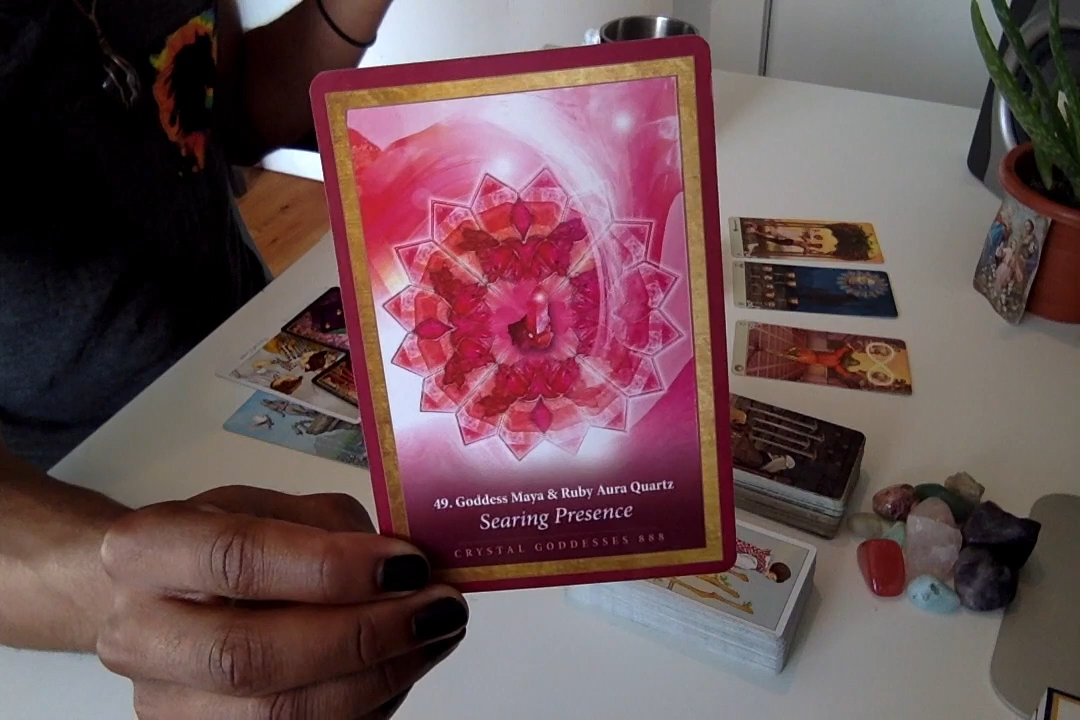 49. Goddess Maya & Ruby Aura Quartz
Searing Presence
CRYSTAL GODDESSES 888